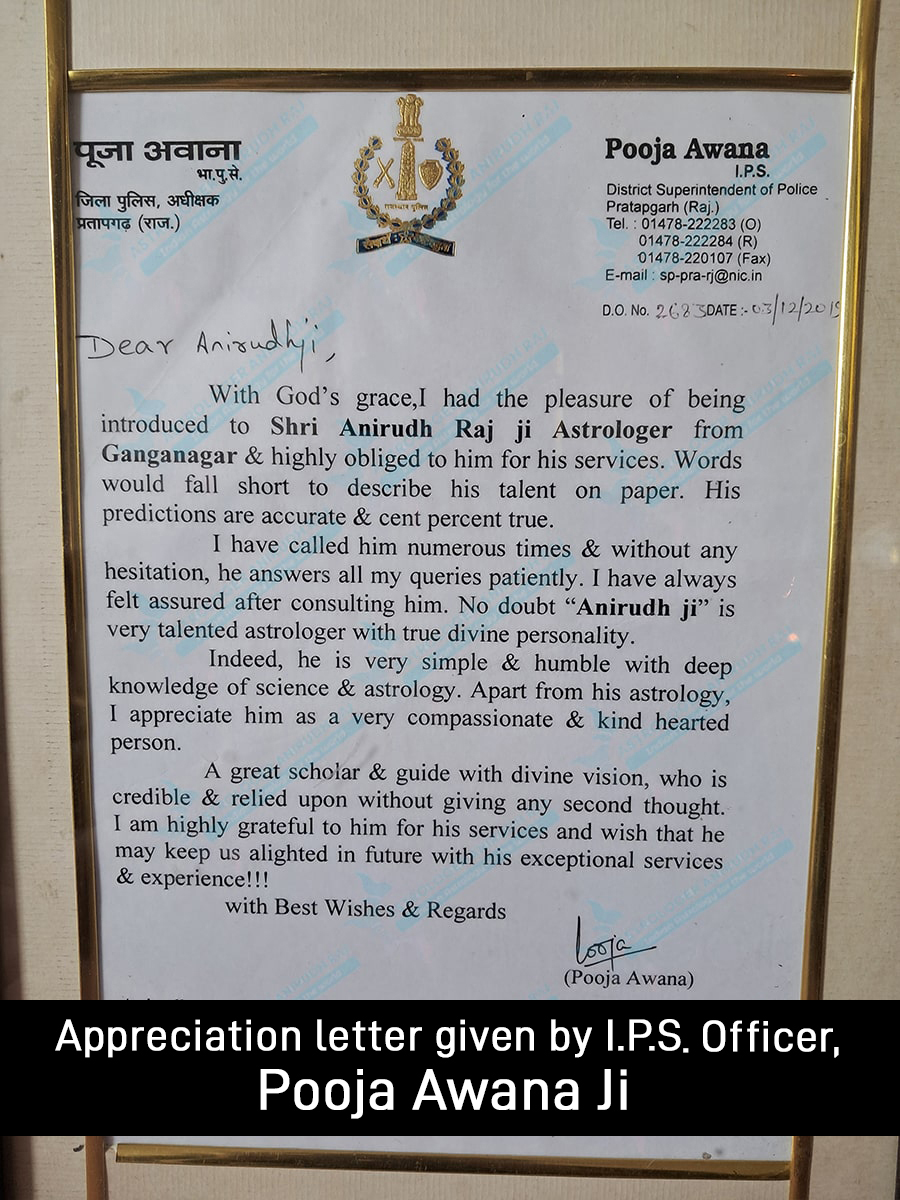 पूजा अवाना
भा.पु.से.
जिला पुलिस, अधीक्षक
प्रतापगढ़ (राज.)
Pooja Awana
I.P.S.
District Superintendent of Police
Pratapgarh (Raj.)
Tel. : 01478-222283 (O)
01478-222284 (R)
01478-220107 (Fax)
E-mail : sp-pra-rj@nic.in
D.O. No. 2683 DATE :- 03/12/2019
Dear Anirudhji,
With God's grace,I had the pleasure of being
introduced to Shri Anirudh Raj ji Astrologer from
Ganganagar & highly obliged to him for his services. Words
would fall short to describe his talent on paper. His
predictions are accurate & cent percent true.
I have called him numerous times & without any
hesitation, he answers all my queries patiently. I have always
felt assured after consulting him. No doubt “Anirudh ji” is
very talented astrologer with true divine personality.
Indeed, he is very simple & humble with deep
knowledge of science & astrology. Apart from his astrology,
I appreciate him as a very compassionate & kind hearted
person.
A great scholar & guide with divine vision, who is
credible & relied upon without giving any second thought.
I am highly grateful to him for his services and wish that he
may keep us alighted in future with his exceptional services
& experience!!!
with Best Wishes & Regards
Pooja
(Pooja Awana)
Appreciation letter given by I.P.S. Officer,
Pooja Awana Ji